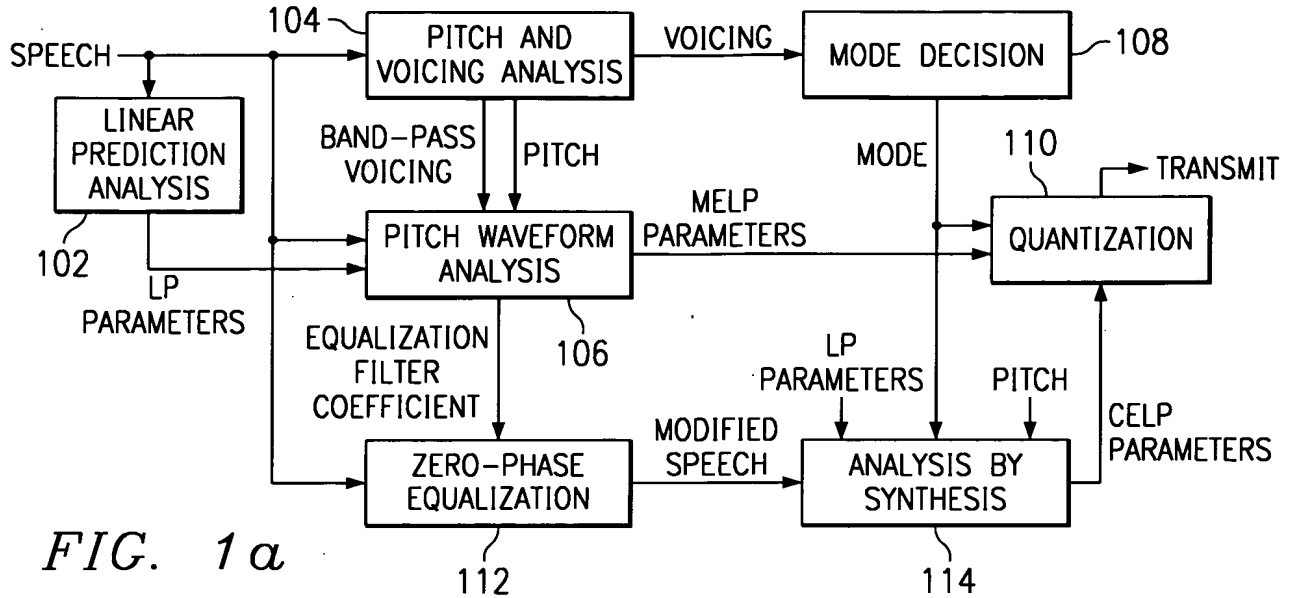 104
SPEECH
PITCH AND
VOICING ANALYSIS
VOICING
MODE DECISION
108
LINEAR
PREDICTION
ANALYSIS
102
BAND-PASS
VOICING
PITCH
MODE
110
TRANSMIT
QUANTIZATION
PITCH WAVEFORM
ANALYSIS
MELP
PARAMETERS
LP
PARAMETERS
106
EQUALIZATION
FILTER
COEFFICIENT
LP
PARAMETERS
PITCH
CELP
PARAMETERS
ZERO-PHASE
EQUALIZATION
MODIFIED
SPEECH
ANALYSIS BY
SYNTHESIS
112
114
FIG. 1a